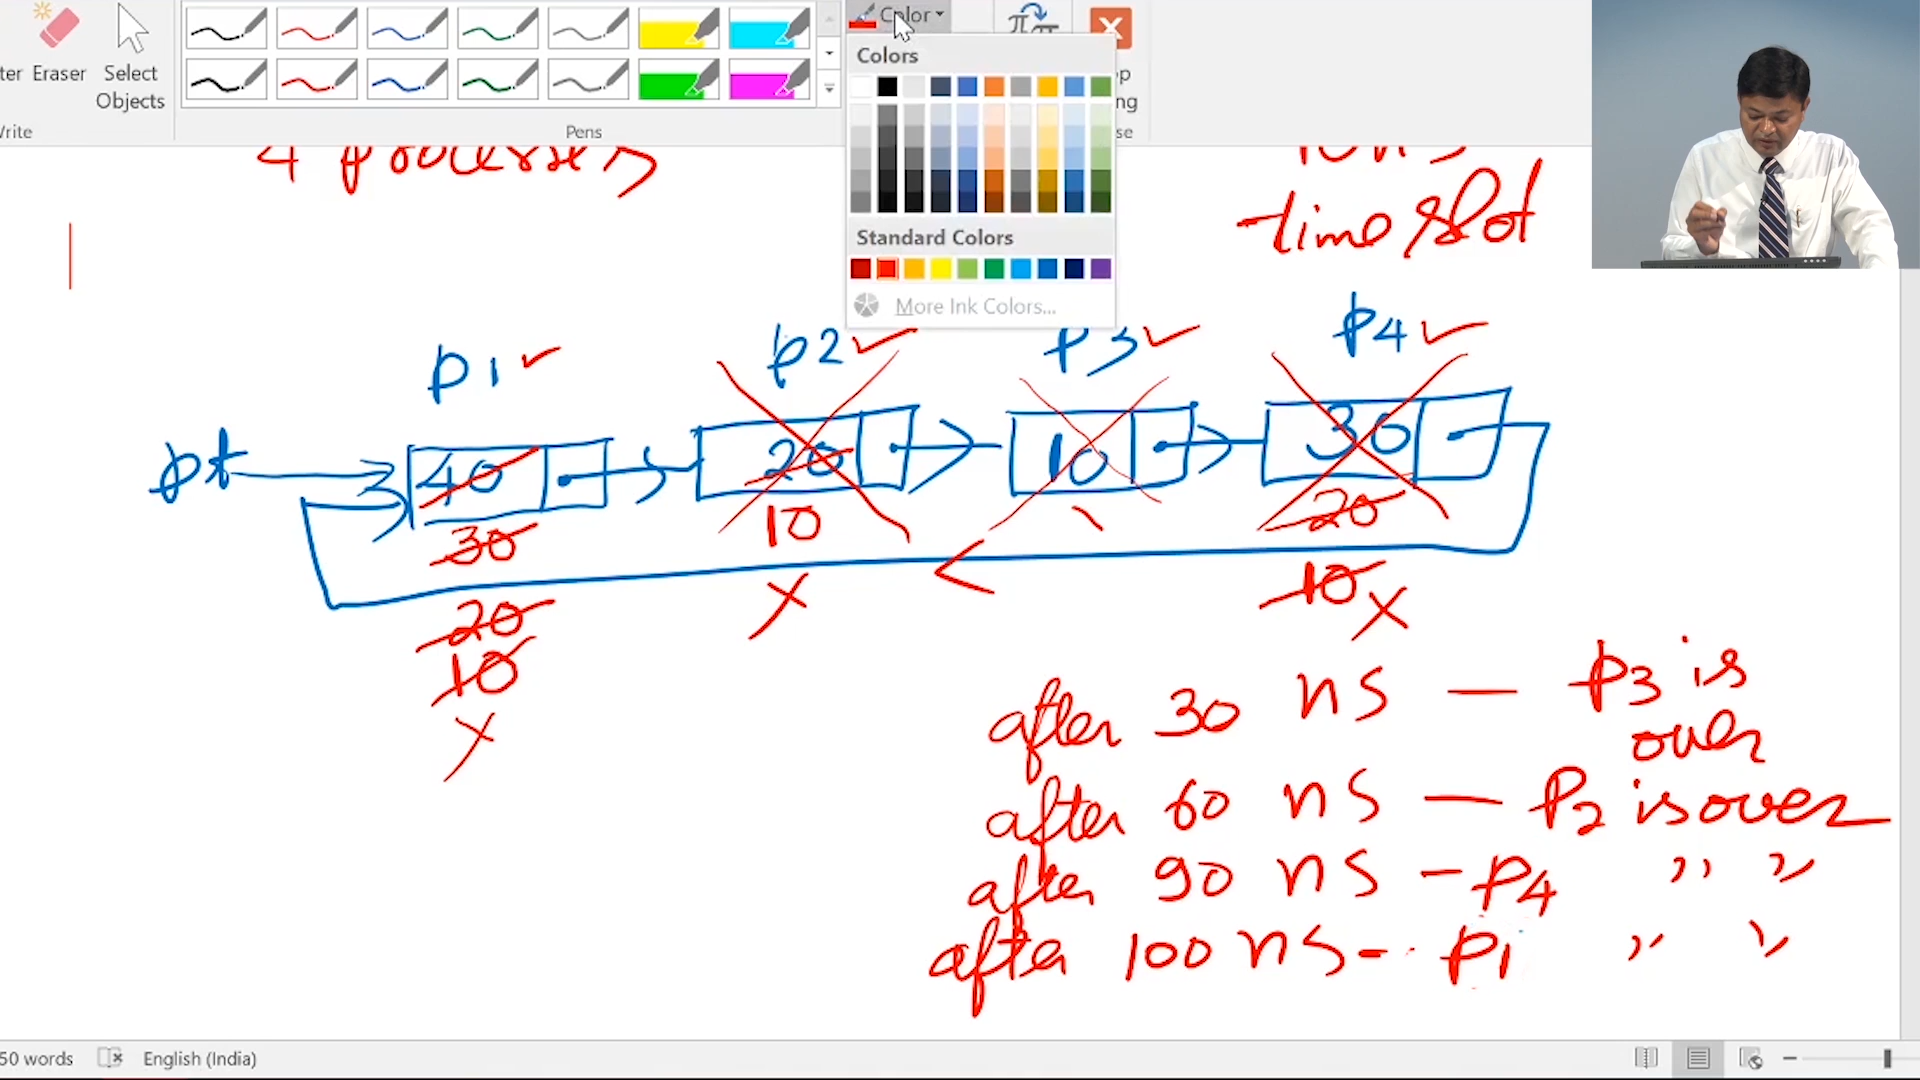 Color
Eraser
Select
Objects
Pens
Colors
Standard Colors
More Ink Colors...
4 processes
10ns
time slot
p1 p2 p3 p4
pt 40 20 10 30
30 10 20
20 10
10
after 30 ns — p3 is
over
after 60 ns — P2 is over
after 90 ns - P4 " "
after 100 ns - P1 " "
50 words English (India)